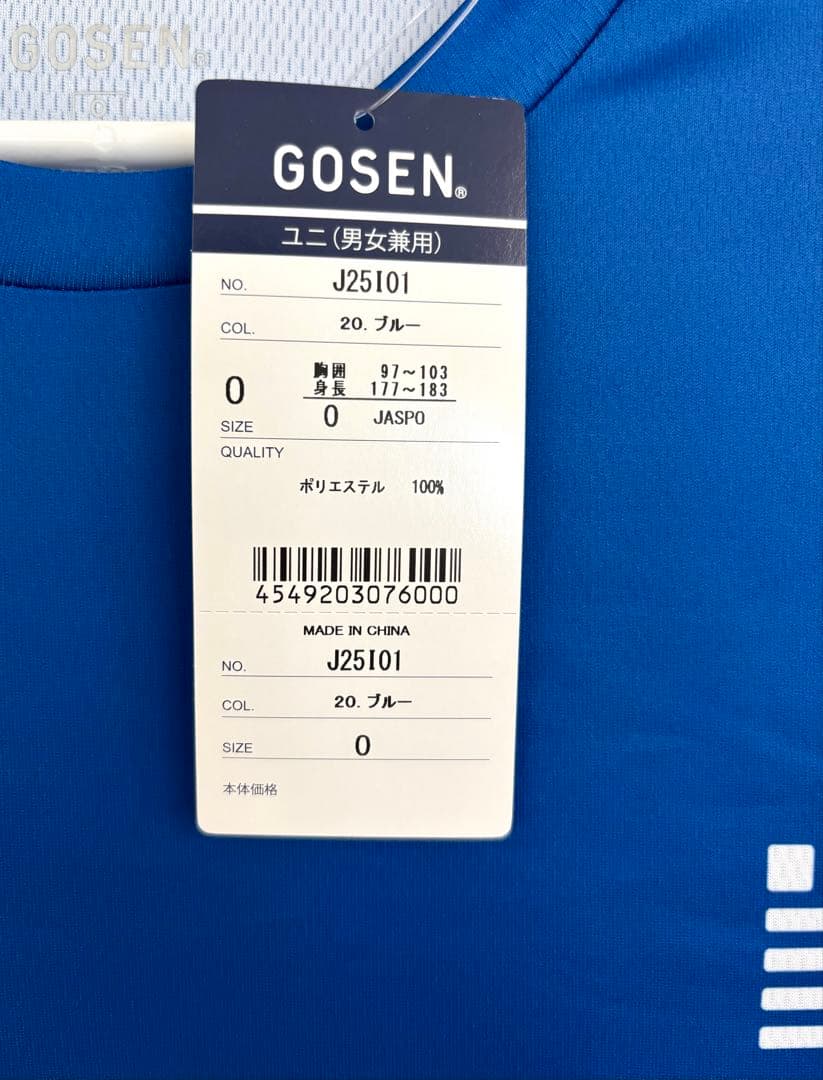 GOSEN
GOSEN®
ユニ(男女兼用)
NO. J25I01
COL. 20. ブルー
胸囲 97～103
身長 177～183
0
SIZE
0 JASPO
QUALITY
ポリエステル 100%
4549203076000
MADE IN CHINA
NO. J25I01
COL. 20. ブルー
SIZE 0
本体価格